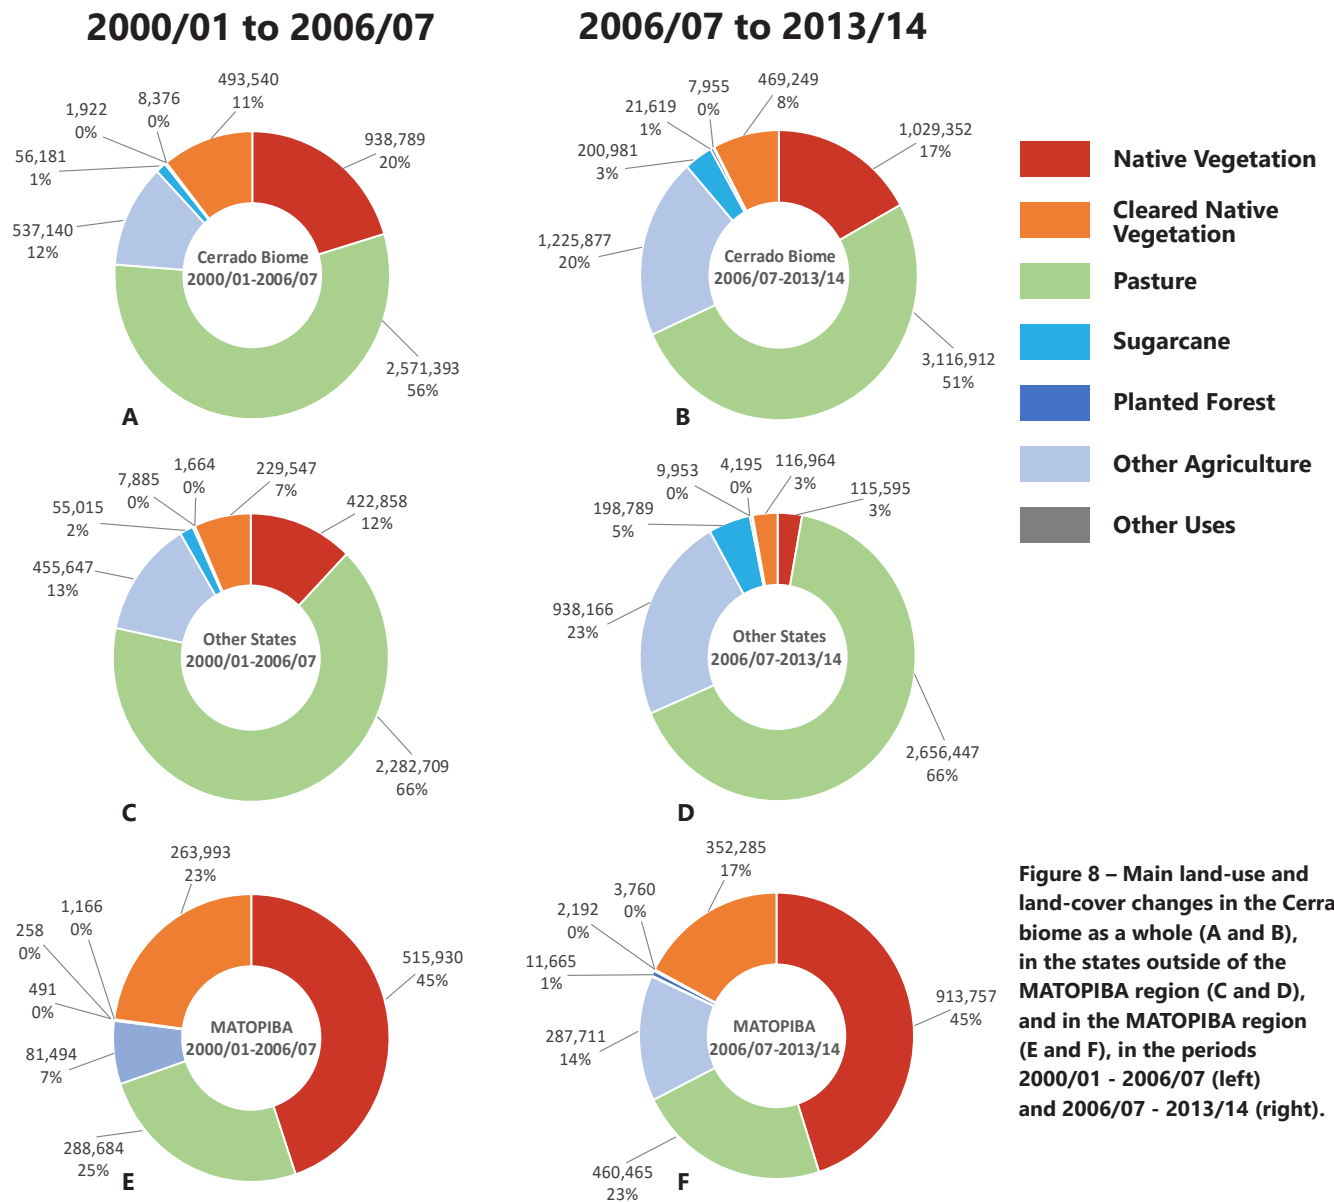 2000/01 to 2006/07
2006/07 to 2013/14
493,540
11%
8,376
0%
1,922
0%
56,181
1%
537,140
12%
938,789
20%
2,571,393
56%
Cerrado Biome
2000/01-2006/07
A
469,249
8%
7,955
0%
21,619
1%
200,981
3%
1,225,877
20%
1,029,352
17%
3,116,912
51%
Cerrado Biome
2006/07-2013/14
B
Native Vegetation
Cleared Native
Vegetation
Pasture
Sugarcane
Planted Forest
Other Agriculture
Other Uses
229,547
7%
1,664
0%
7,885
0%
55,015
2%
455,647
13%
422,858
12%
2,282,709
66%
Other States
2000/01-2006/07
C
116,964
3%
4,195
0%
9,953
0%
198,789
5%
938,166
23%
115,595
3%
2,656,447
66%
Other States
2006/07-2013/14
D
263,993
23%
1,166
0%
258
0%
491
0%
81,494
7%
288,684
25%
515,930
45%
MATOPIBA
2000/01-2006/07
E
352,285
17%
3,760
0%
2,192
0%
11,665
1%
287,711
14%
460,465
23%
913,757
45%
MATOPIBA
2006/07-2013/14
F
Figure 8 – Main land-use and
land-cover changes in the Cerra
biome as a whole (A and B),
in the states outside of the
MATOPIBA region (C and D),
and in the MATOPIBA region
(E and F), in the periods
2000/01 - 2006/07 (left)
and 2006/07 - 2013/14 (right).